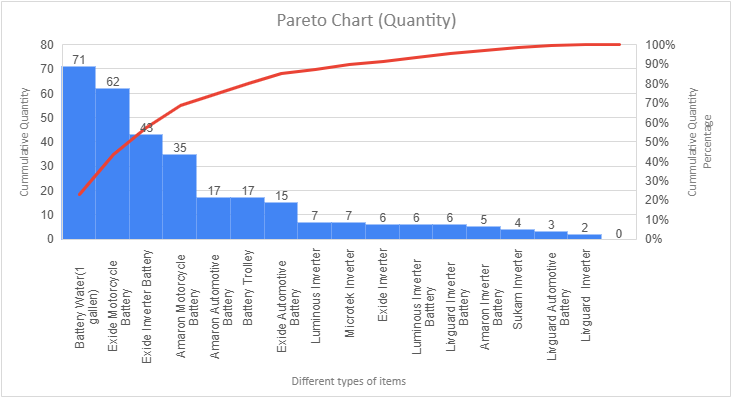 Pareto Chart (Quantity)
80
70
60
50
40
30
20
10
0
Cummulative Quantity
71
62
43
35
17
17
15
7
7
6
6
6
5
4
3
2
0
100%
90%
80%
70%
60%
50%
40%
30%
20%
10%
0%
Cummulative Quantity
Percentage
Battery Water(1
gallen)
Exide Motorcycle
Battery
Exide Inverter Battery
Amaron Motorcycle
Battery
Amaron Automotive
Battery
Battery Trolley
Exide Automotive
Battery
Luminous Inverter
Microtek Inverter
Exide Inverter
Luminous Inverter
Batttery
Livguard Inverter
Battery
Amaron Inverter
Battery
Sukam Inverter
Livguard Automotive
Battery
Livguard  Inverter
Different types of items